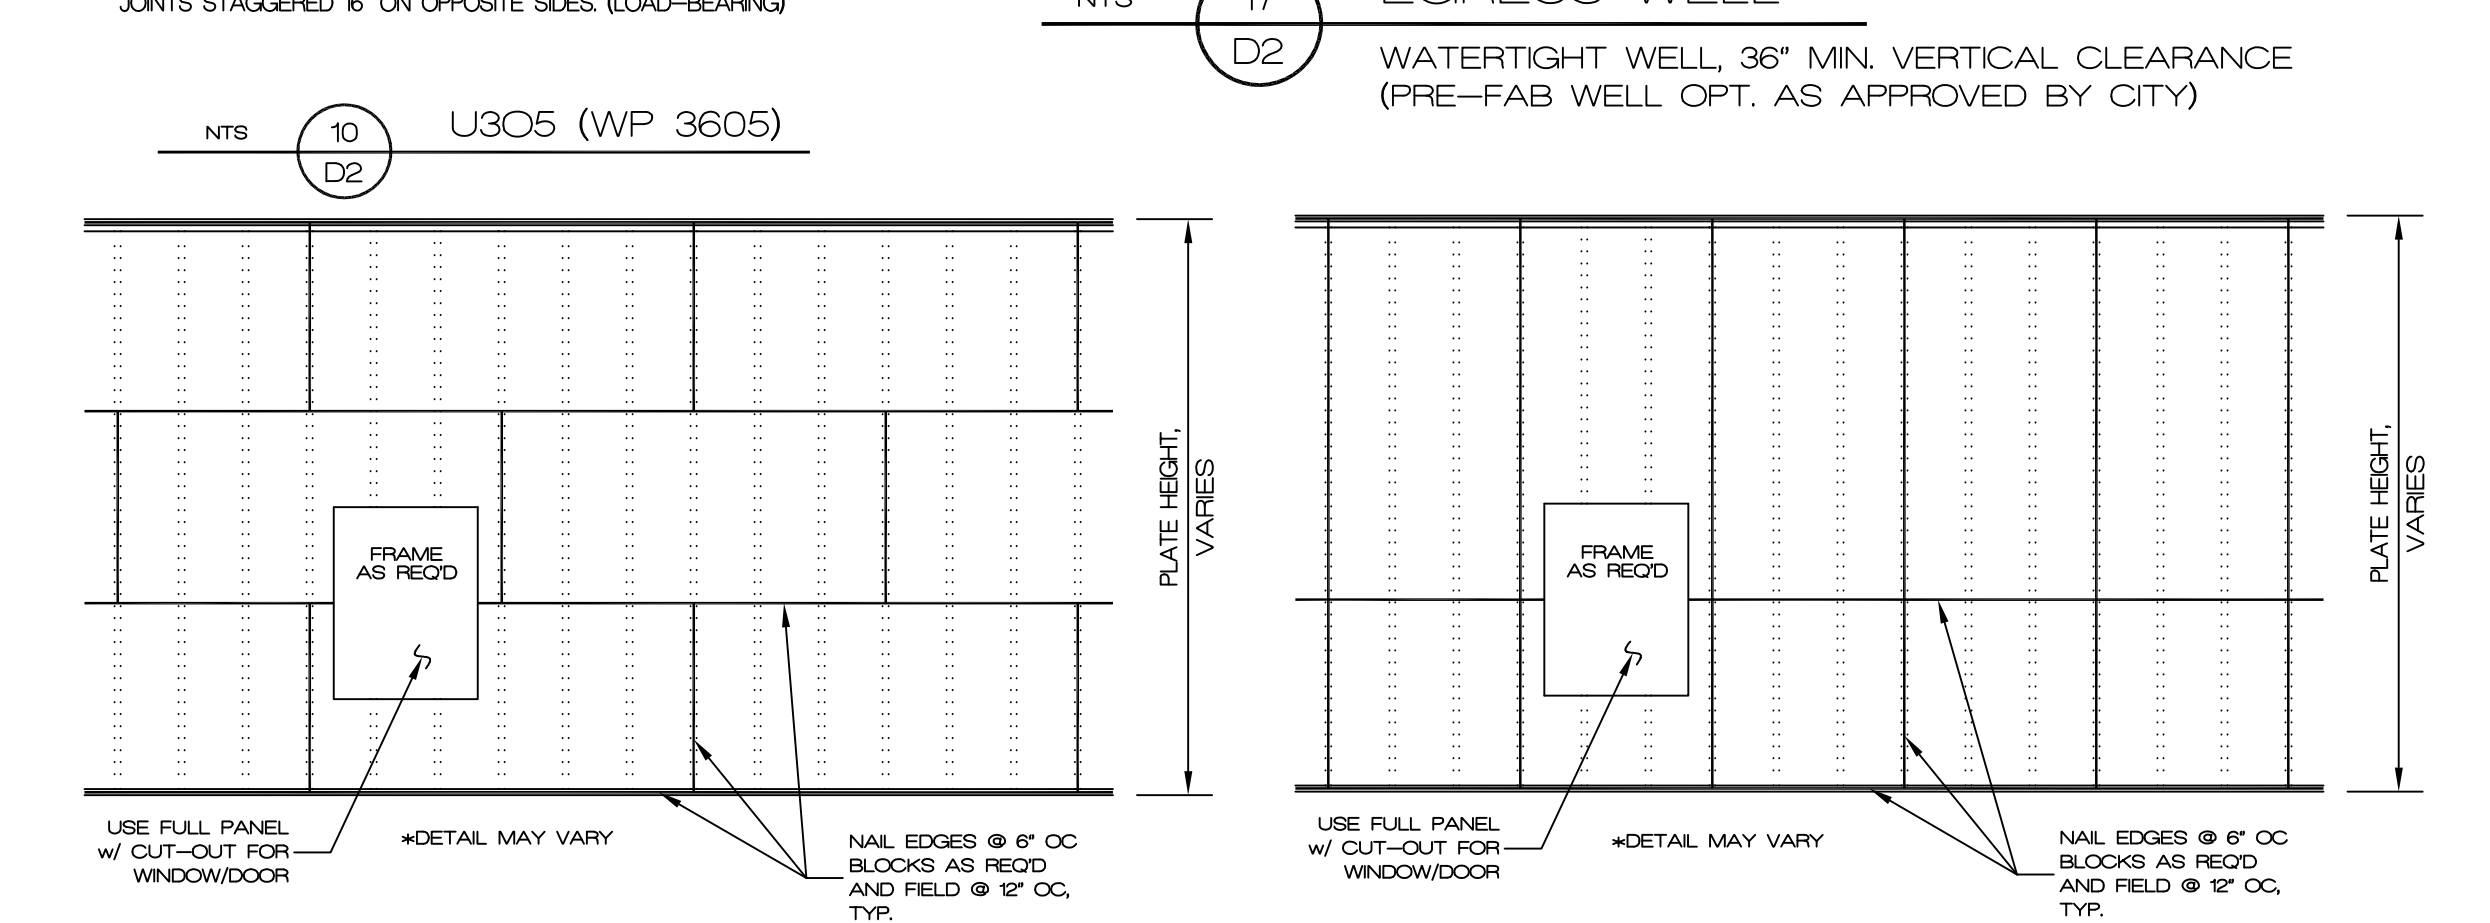 JOINTS STAGGERED 16" ON OPPOSITE SIDES. (LOAD-BEARING)
NTS
10
D2
U305 (WP 3605)
NTS
17
D2
EGRESS WELL
WATERTIGHT WELL, 36" MIN. VERTICAL CLEARANCE
(PRE-FAB WELL OPT. AS APPROVED BY CITY)
FRAME
AS REQ'D
PLATE HEIGHT,
VARIES
USE FULL PANEL
w/ CUT-OUT FOR
WINDOW/DOOR
*DETAIL MAY VARY
NAIL EDGES @ 6" OC
BLOCKS AS REQ'D
AND FIELD @ 12" OC,
TYP.
FRAME
AS REQ'D
PLATE HEIGHT,
VARIES
USE FULL PANEL
w/ CUT-OUT FOR
WINDOW/DOOR
*DETAIL MAY VARY
NAIL EDGES @ 6" OC
BLOCKS AS REQ'D
AND FIELD @ 12" OC,
TYP.